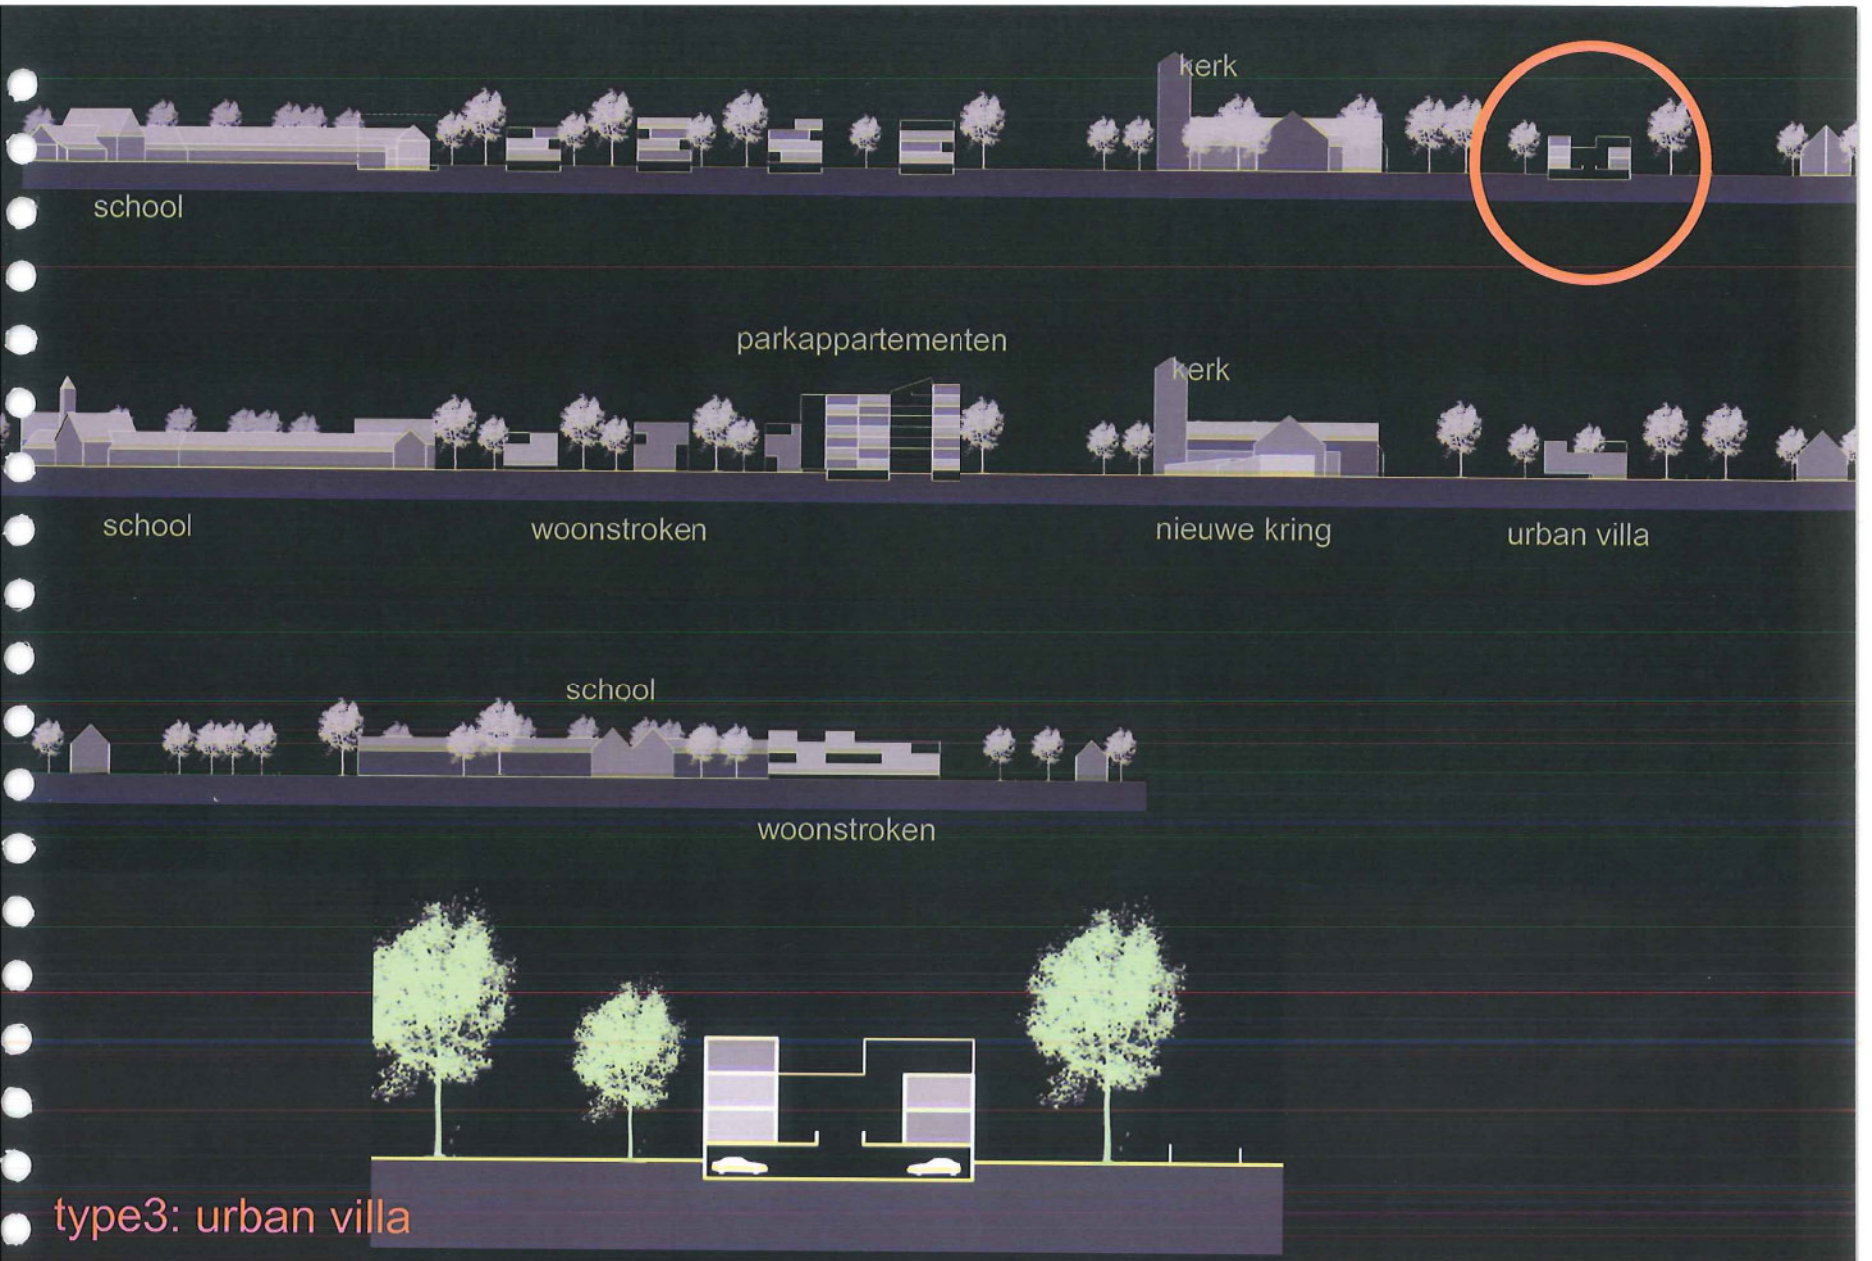 kerk
school
parkappartementen
kerk
school
woonstroken
nieuwe kring
urban villa
school
woonstroken
type3: urban villa